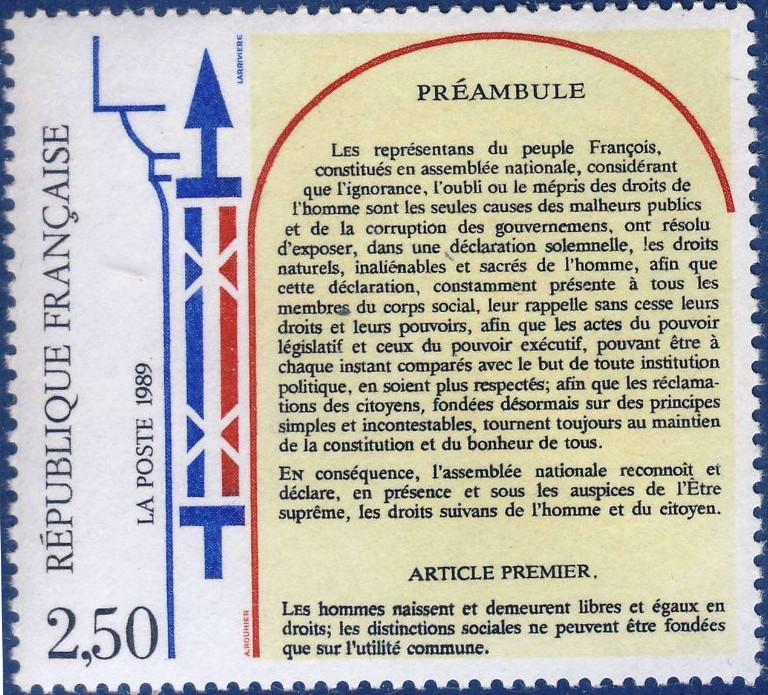 RÉPUBLIQUE FRANÇAISE
2,50
LA POSTE 1989
LARRIVIERE
A.ROUHIER
PRÉAMBULE
LES représentans du peuple François,
constitués en assemblée nationale, considérant
que l'ignorance, l'oubli ou le mépris des droits de
l'homme sont les seules causes des malheurs publics
et de la corruption des gouvernemens, ont résolu
d'exposer, dans une déclaration solemnelle, les droits
naturels, inaliénables et sacrés de l'homme, afin que
cette déclaration, constamment présente à tous les
membres du corps social, leur rappelle sans cesse leurs
droits et leurs pouvoirs, afin que les actes du pouvoir
législatif et ceux du pouvoir exécutif, pouvant être à
chaque instant comparés avec le but de toute institution
politique, en soient plus respectés; afin que les réclama-
tions des citoyens, fondées désormais sur des principes
simples et incontestables, tournent toujours au maintien
de la constitution et du bonheur de tous.
EN conséquence, l'assemblée nationale reconnoît et
déclare, en présence et sous les auspices de l'Être
suprême, les droits suivans de l'homme et du citoyen.
ARTICLE PREMIER.
LES hommes naissent et demeurent libres et égaux en
droits; les distinctions sociales ne peuvent être fondées
que sur l'utilité commune.